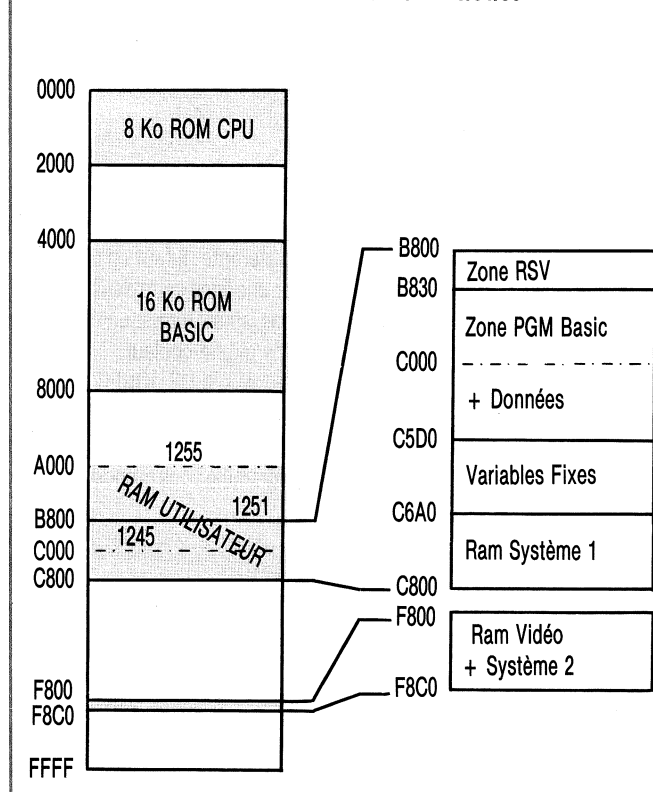 0000
8 Ko ROM CPU
2000
4000
16 Ko ROM
BASIC
8000
1255
A000
RAM UTILISATEUR
1251
B800
1245
C000
C800
F800
F8C0
FFFF
B800
Zone RSV
B830
Zone PGM Basic
C000
+ Données
C5D0
Variables Fixes
C6A0
Ram Système 1
C800
F800
Ram Vidéo
+ Système 2
F8C0